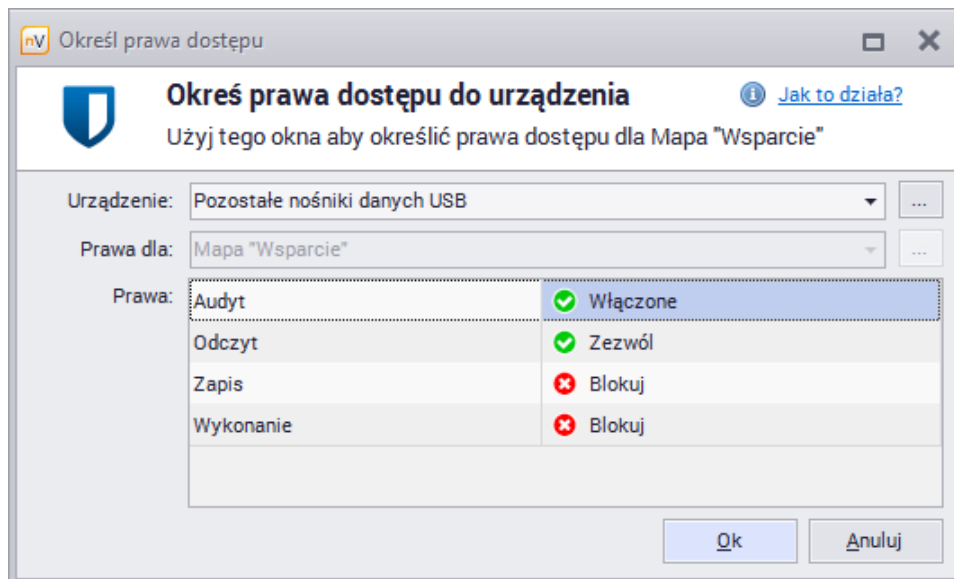 nV Określ prawa dostępu
Okreś prawa dostępu do urządzenia
Jak to działa?
Użyj tego okna aby określić prawa dostępu dla Mapa "Wsparcie"
Urządzenie: Pozostałe nośniki danych USB ...
Prawa dla: Mapa "Wsparcie" ...
Prawa: Audyt Włączone
Odczyt Zezwól
Zapis Blokuj
Wykonanie Blokuj
Ok Anuluj